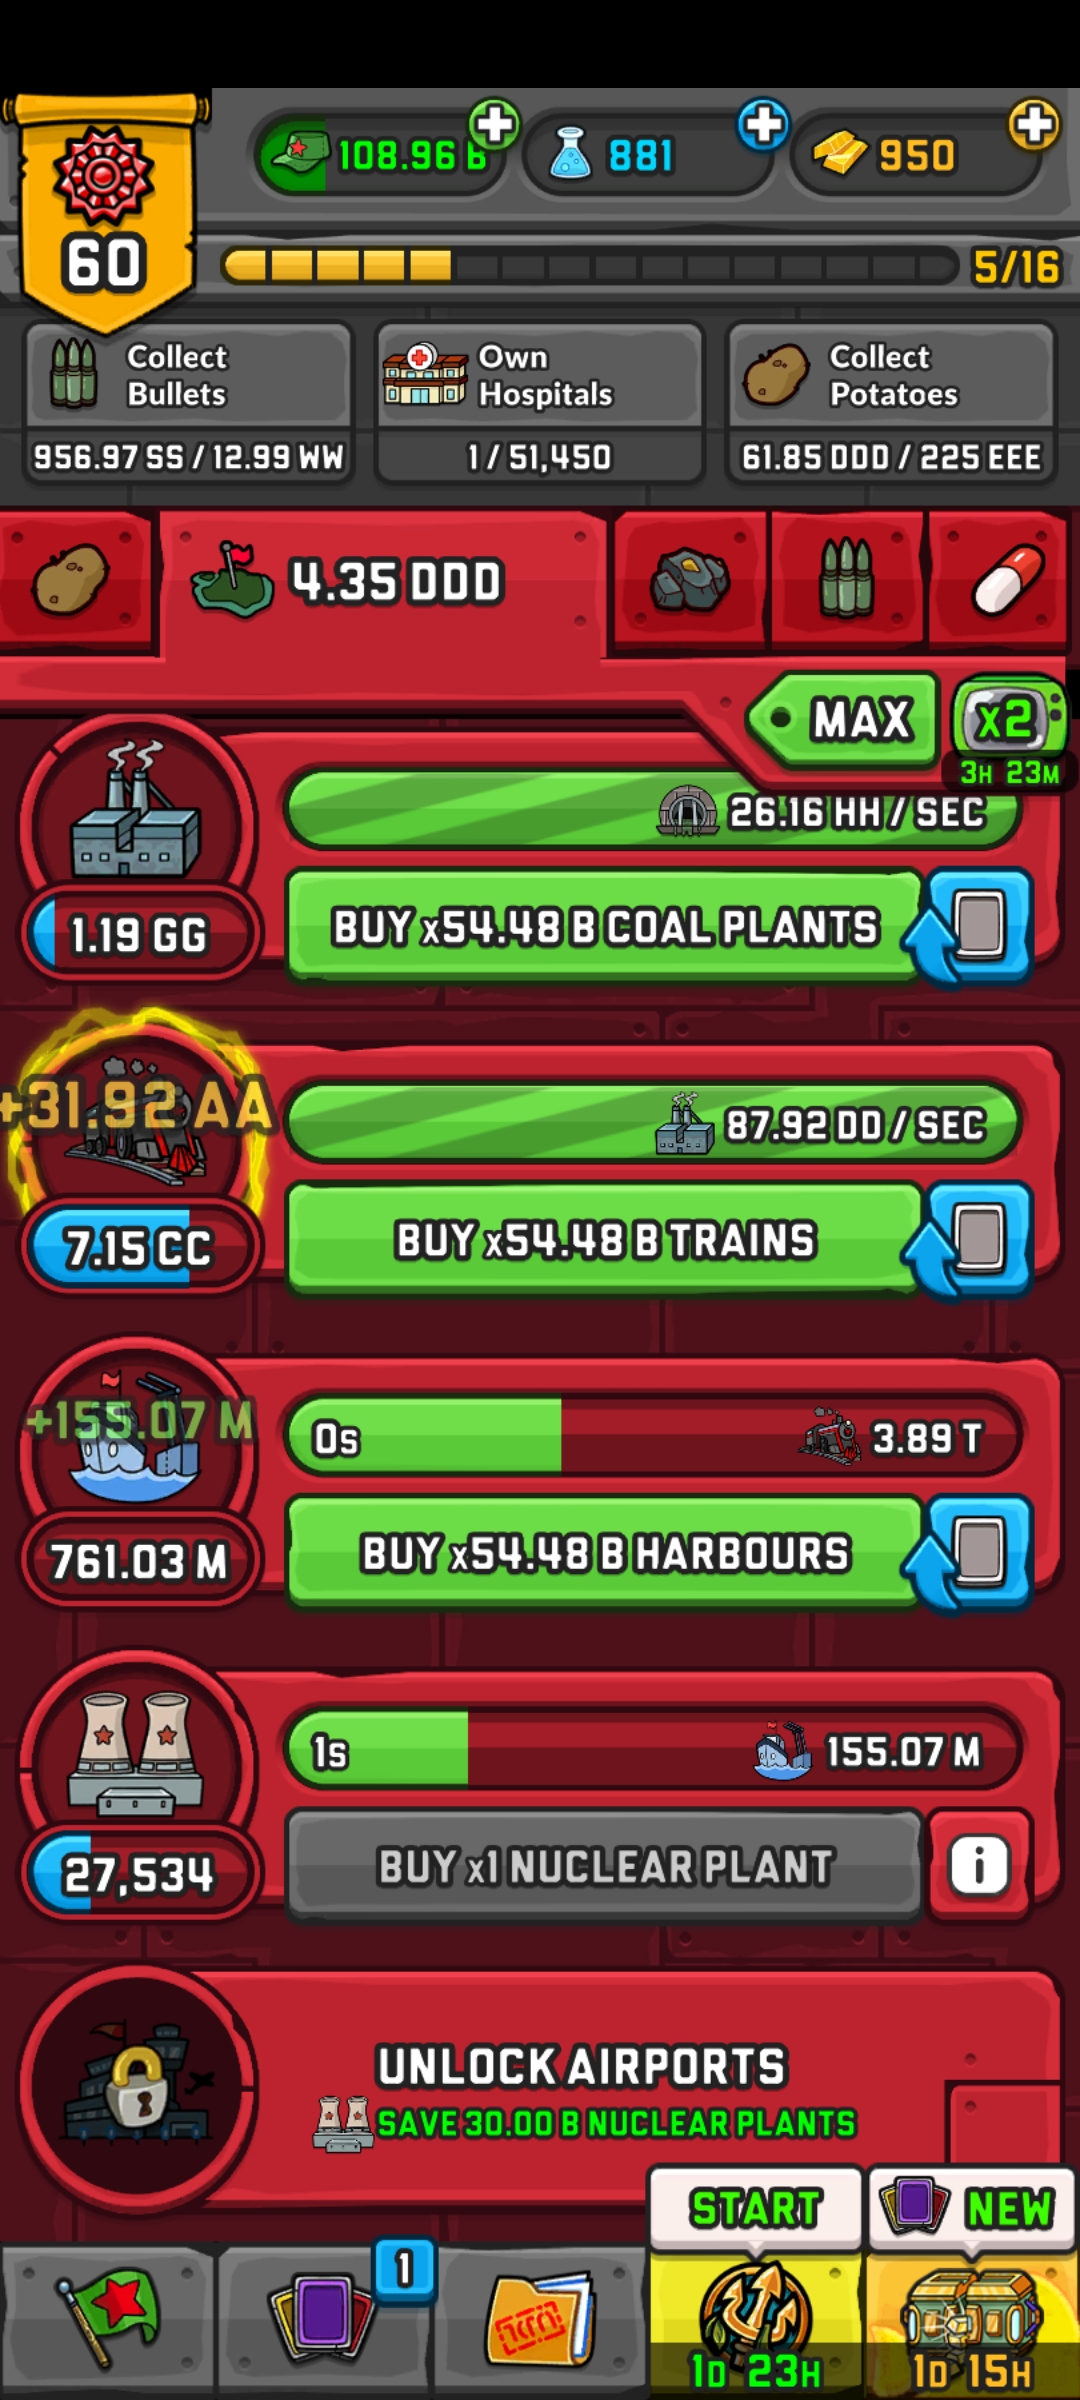 108.96 B
881
950
60
5/16
Collect
Bullets
956.97 SS / 12.99 WW
Own
Hospitals
1 / 51,450
Collect
Potatoes
61.85 DDD / 225 EEE
4.35 DDD
MAX
x2
3H 23M
26.16 HH / SEC
1.19 GG
BUY x54.48 B COAL PLANTS
+31.92 AA
87.92 DD / SEC
7.15 CC
BUY x54.48 B TRAINS
+155.07 M
0s
3.89 T
761.03 M
BUY x54.48 B HARBOURS
1s
155.07 M
27,534
BUY x1 NUCLEAR PLANT
i
UNLOCK AIRPORTS
SAVE 30.00 B NUCLEAR PLANTS
START
NEW
1
1D 23H
1D 15H